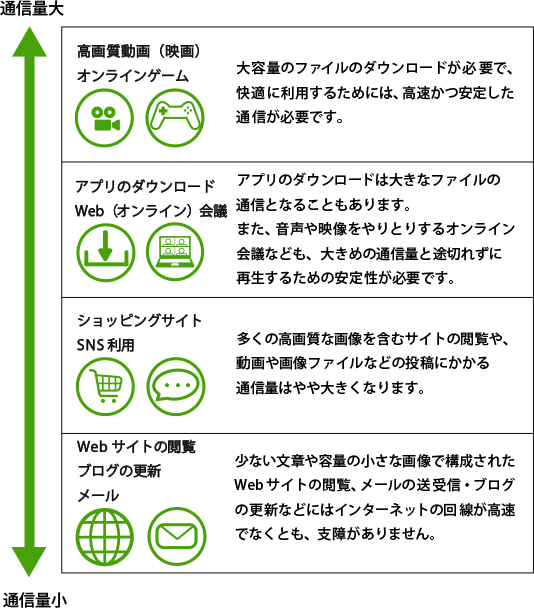 通信量大
高画質動画（映画）
オンラインゲーム
大容量のファイルのダウンロードが必要で、
快適に利用するためには、高速かつ安定した
通信が必要です。
アプリのダウンロード
Web（オンライン）会議
アプリのダウンロードは大きなファイルの
通信となることもあります。
また、音声や映像をやりとりするオンライン
会議なども、大きめの通信量と途切れずに
再生するための安定性が必要です。
ショッピングサイト
SNS利用
多くの高画質な画像を含むサイトの閲覧や、
動画や画像ファイルなどの投稿にかかる
通信量はやや大きくなります。
Webサイトの閲覧
ブログの更新
メール
少ない文章や容量の小さな画像で構成された
Webサイトの閲覧、メールの送受信・ブログ
の更新などにはインターネットの回線が高速
でなくとも、支障がありません。
通信量小